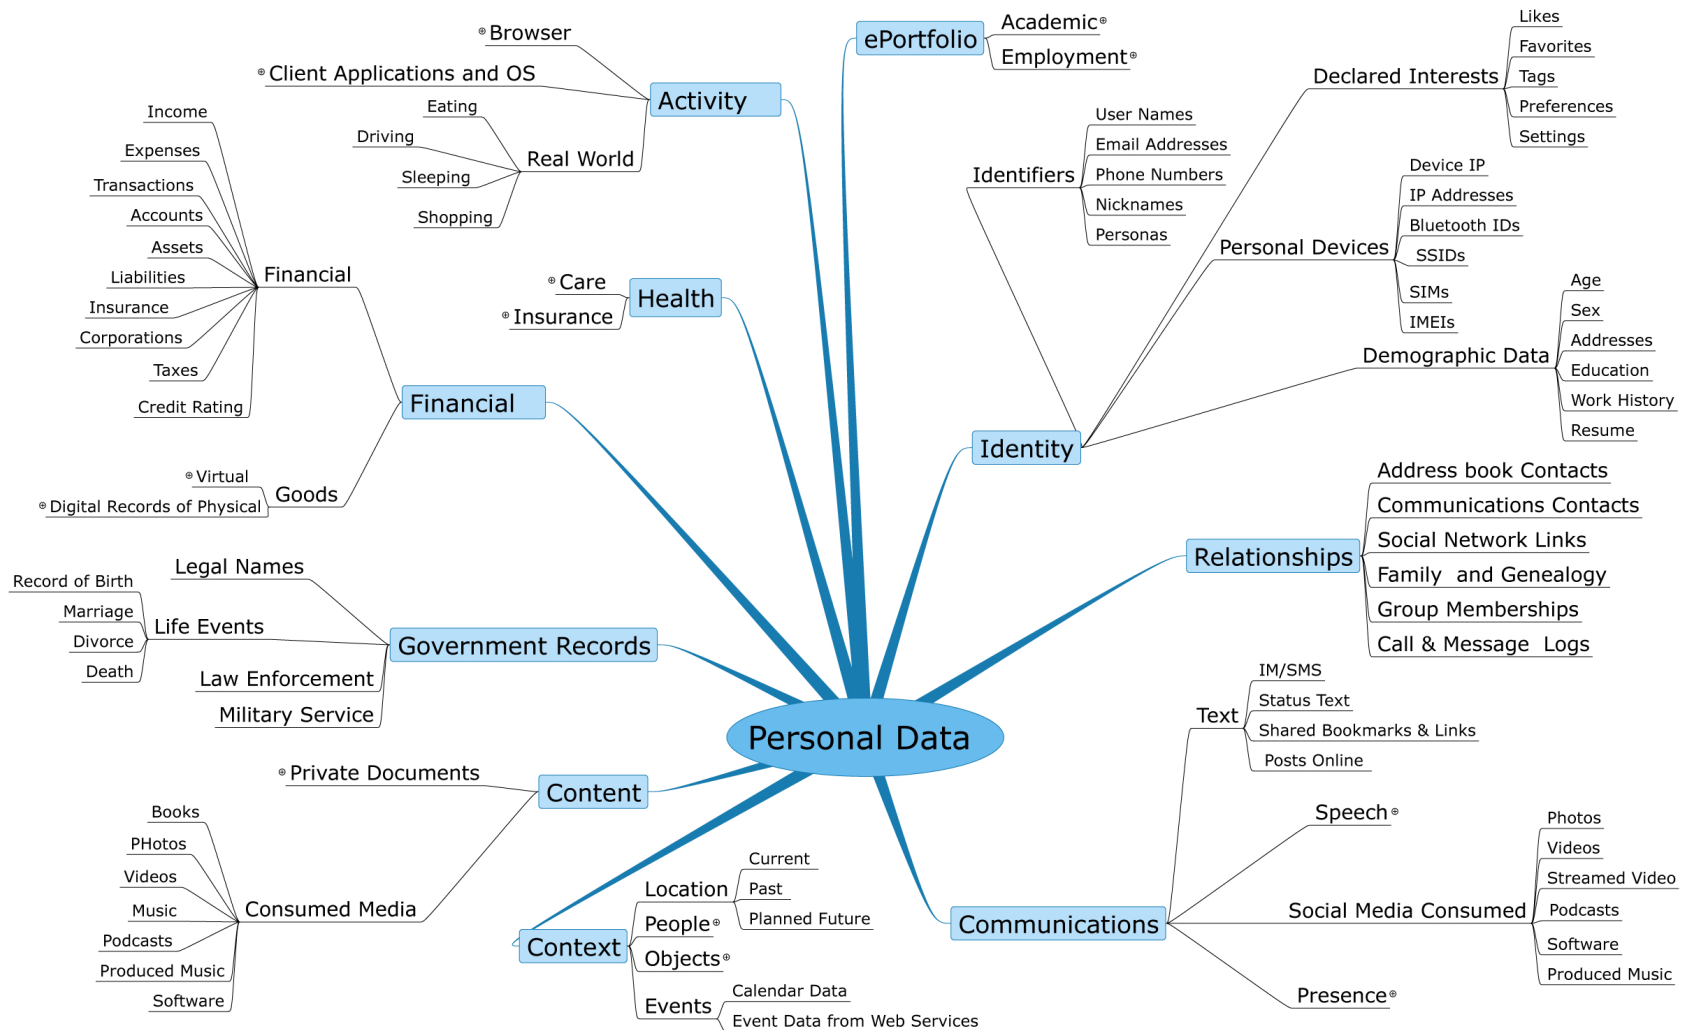 Personal Data
ePortfolio
Academic
Employment
Activity
Browser
Client Applications and OS
Real World
Eating
Driving
Sleeping
Shopping
Health
Care
Insurance
Financial
Financial
Income
Expenses
Transactions
Accounts
Assets
Liabilities
Insurance
Corporations
Taxes
Credit Rating
Goods
Virtual
Digital Records of Physical
Government Records
Legal Names
Life Events
Record of Birth
Marriage
Divorce
Death
Law Enforcement
Military Service
Content
Private Documents
Consumed Media
Books
PHotos
Videos
Music
Podcasts
Produced Music
Software
Context
Location
Current
Past
Planned Future
People
Objects
Events
Calendar Data
Event Data from Web Services
Identity
Identifiers
User Names
Email Addresses
Phone Numbers
Nicknames
Personas
Declared Interests
Likes
Favorites
Tags
Preferences
Settings
Personal Devices
Device IP
IP Addresses
Bluetooth IDs
SSIDs
SIMs
IMEIs
Demographic Data
Age
Sex
Addresses
Education
Work History
Resume
Relationships
Address book Contacts
Communications Contacts
Social Network Links
Family and Genealogy
Group Memberships
Call & Message Logs
Communications
Text
IM/SMS
Status Text
Shared Bookmarks & Links
Posts Online
Speech
Social Media Consumed
Photos
Videos
Streamed Video
Podcasts
Software
Produced Music
Presence